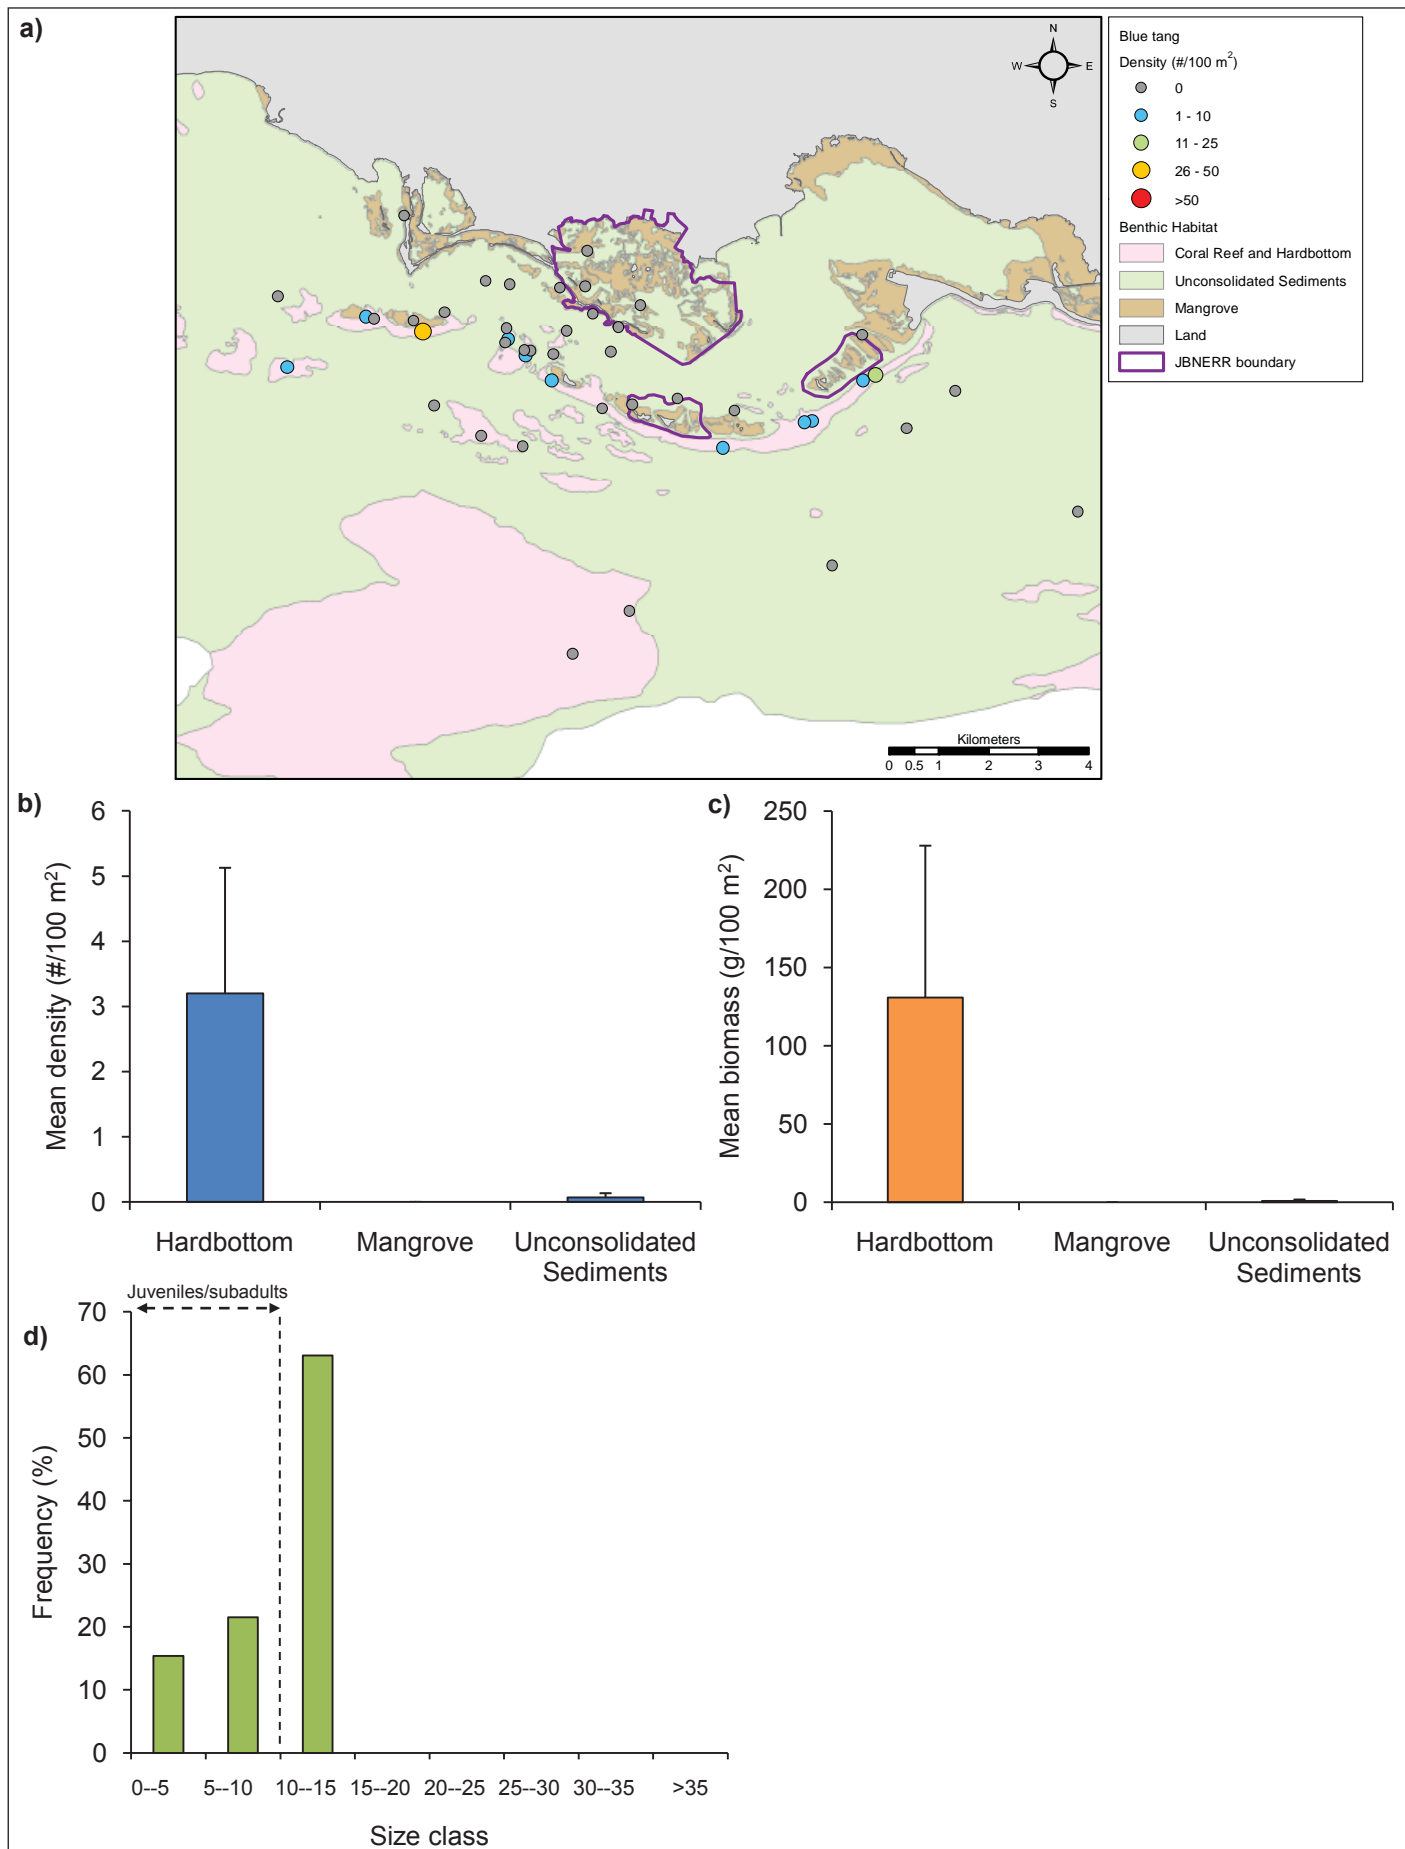 a)
N
W
E
S
Blue tang
Density (#/100 m²)
0
1 - 10
11 - 25
26 - 50
>50
Benthic Habitat
Coral Reef and Hardbottom
Unconsolidated Sediments
Mangrove
Land
JBNERR boundary
Kilometers
0 0.5 1 2 3 4
b)
6
5
4
3
2
1
0
Mean density (#/100 m²)
Hardbottom Mangrove Unconsolidated
Sediments
c)
250
200
150
100
50
0
Mean biomass (g/100 m²)
Hardbottom Mangrove Unconsolidated
Sediments
d)
Juveniles/subadults
70
60
50
40
30
20
10
0
Frequency (%)
0--5 5--10 10--15 15--20 20--25 25--30 30--35 >35
Size class